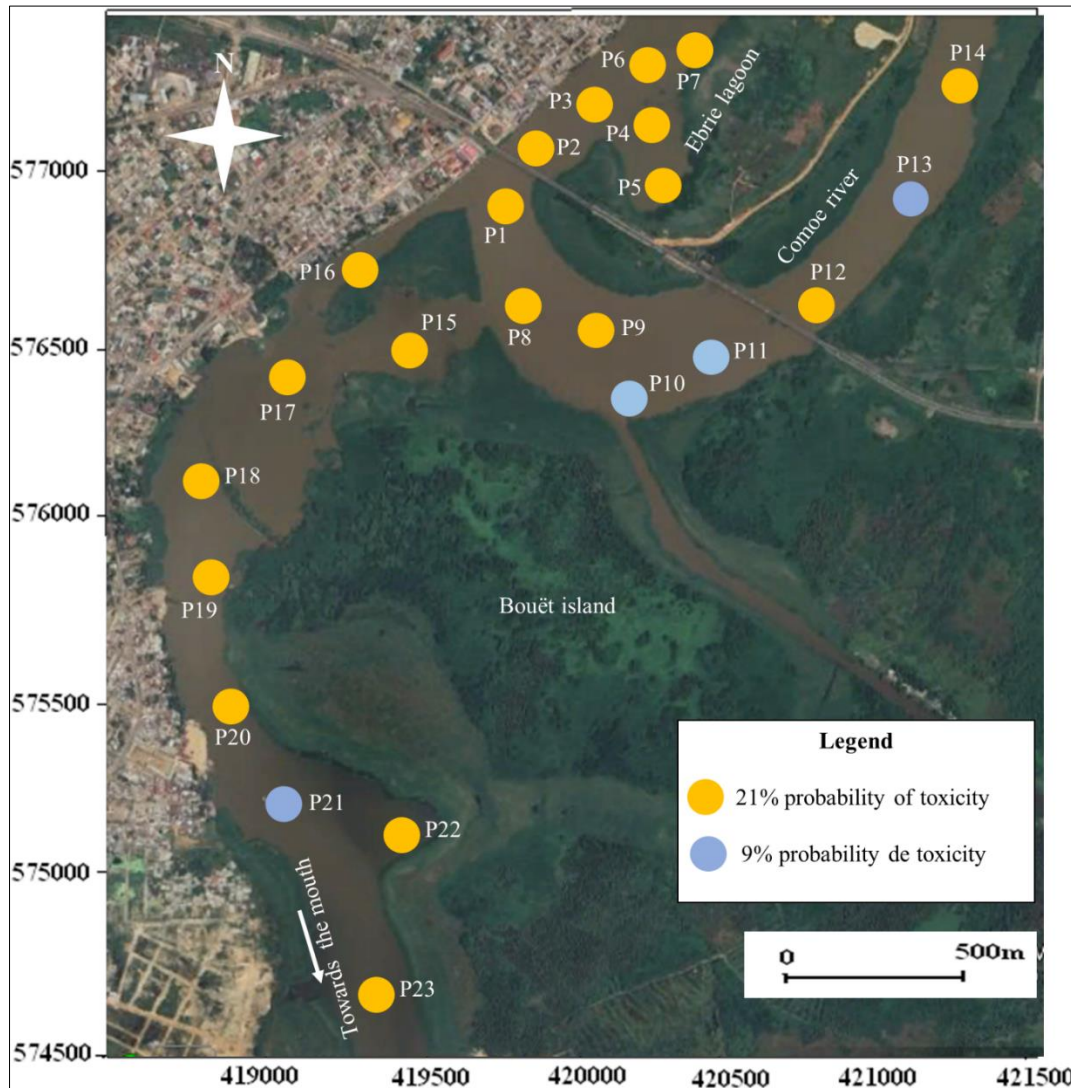 N
P6
P7
P14
P3
P4
P2
Ebrie lagoon
577000
P13
P5
P1
Comoe river
P16
P12
P15
P8
P9
576500
P11
P10
P17
P18
576000
P19
Bouët island
575500
P20
Legend
P21
21% probability of toxicity
P22
575000
9% probability de toxicity
Towards the mouth
0 500m
P23
574500
419000 419500 420000 420500 421000 421500